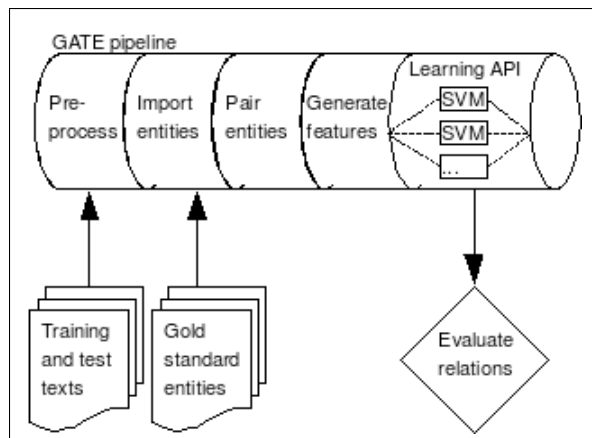 GATE pipeline
Pre-
process
Import
entities
Pair
entities
Generate
features
Learning API
SVM
SVM
...
Training
and test
texts
Gold
standard
entities
Evaluate
relations